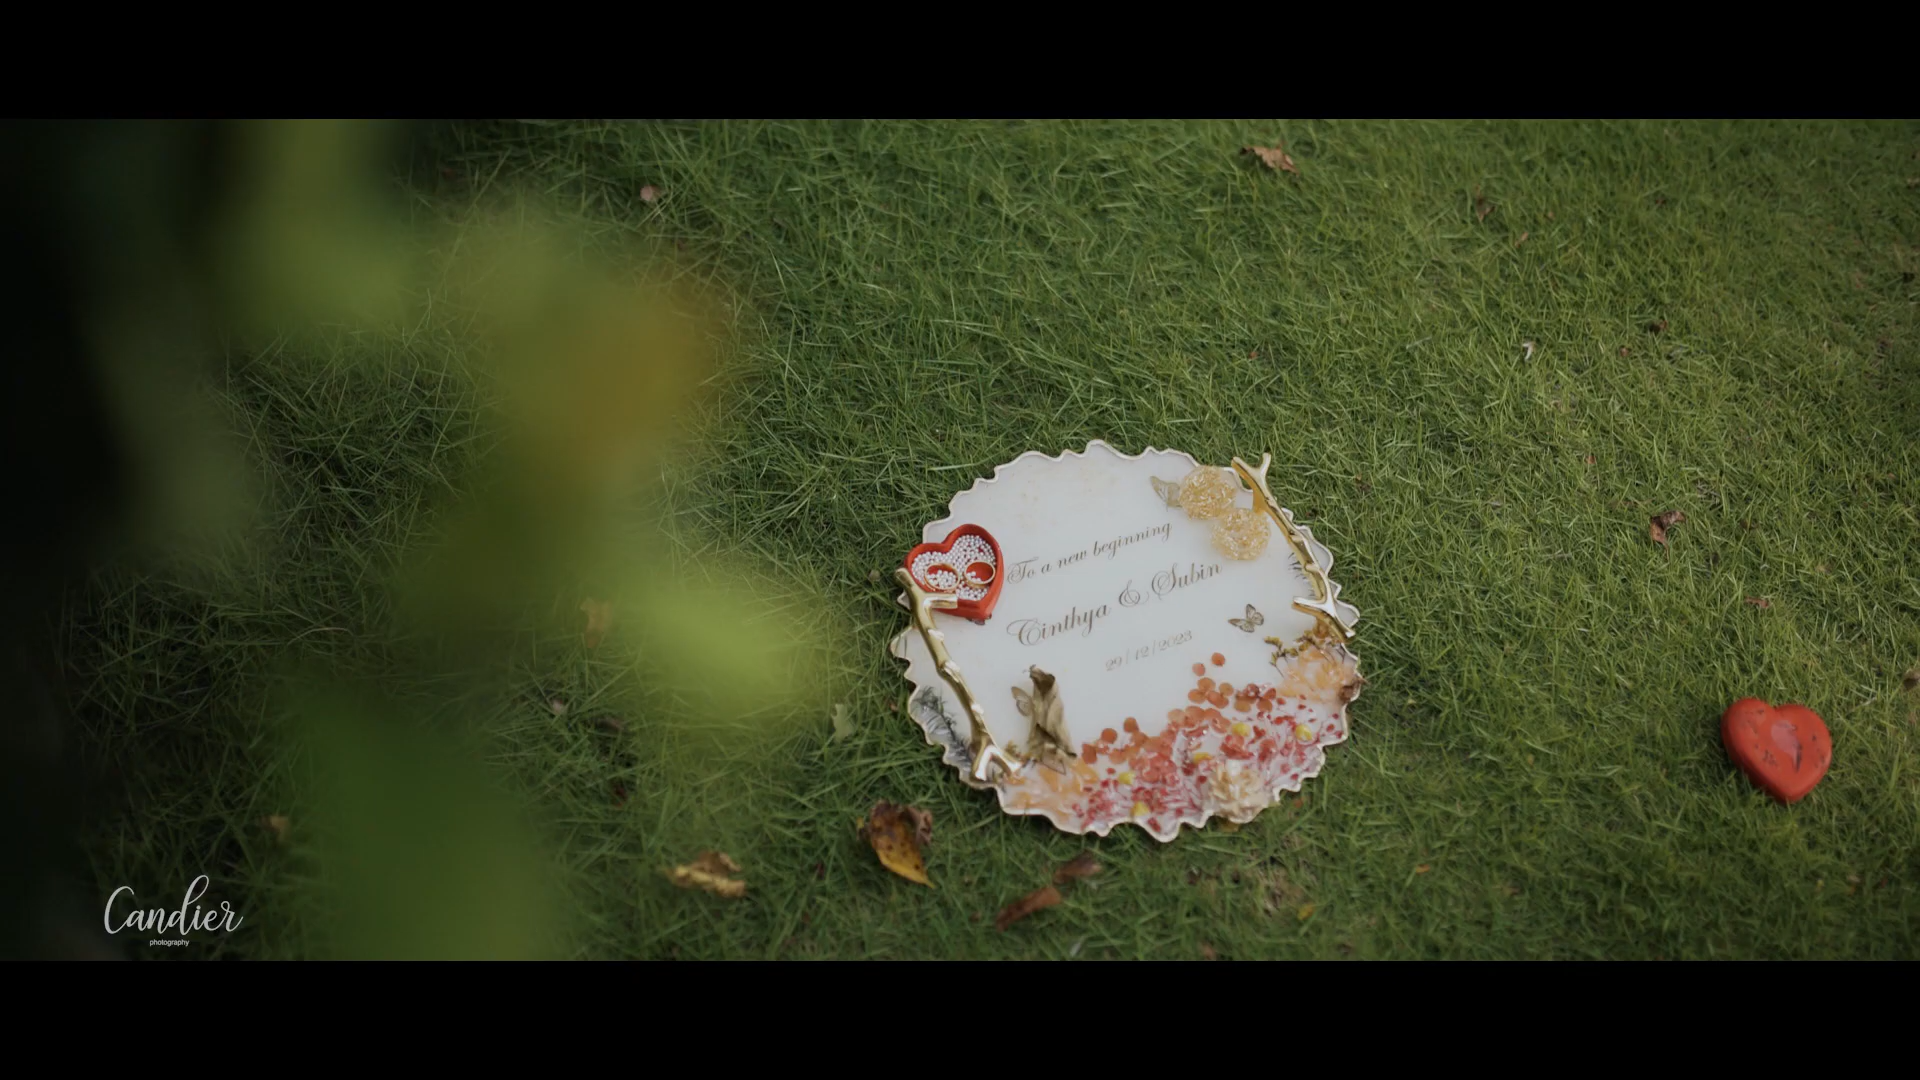 To a new beginning
Cinthya & Subin
29/12/2023
Candier
photography